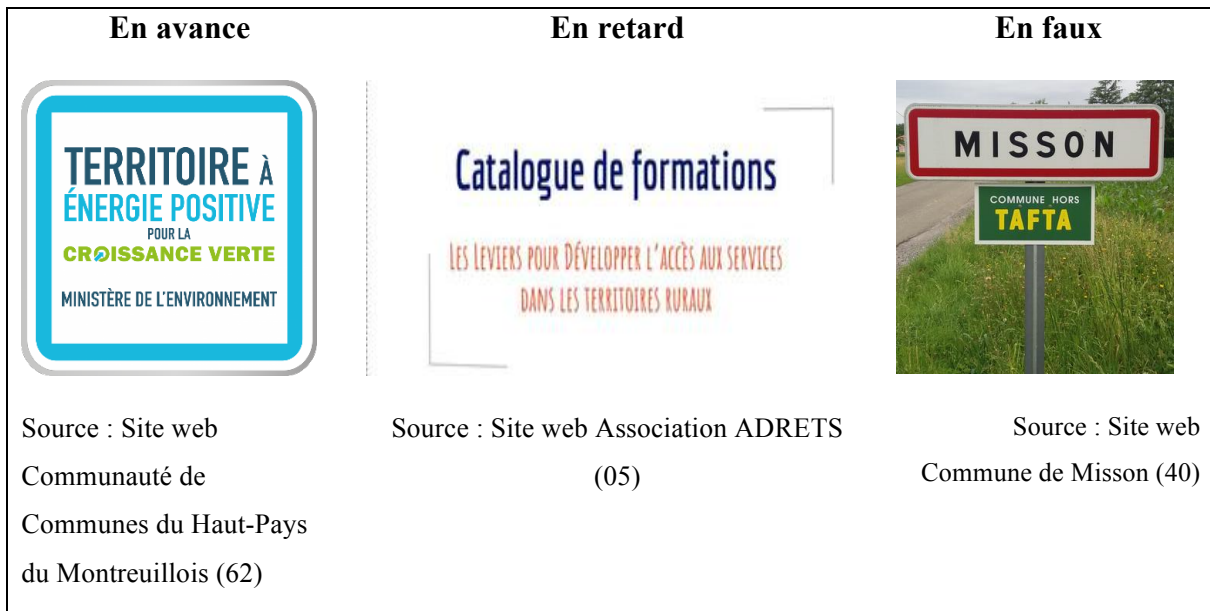 En avance
En retard
En faux
TERRITOIRE À
ÉNERGIE POSITIVE
POUR LA
CROISSANCE VERTE
MINISTÈRE DE L'ENVIRONNEMENT
Catalogue de formations
LES LEVIERS POUR DÉVELOPPER L'ACCÈS AUX SERVICES
DANS LES TERRITOIRES RURAUX
MISSON
COMMUNE HORS
TAFTA
Source : Site web
Communauté de
Communes du Haut-Pays
du Montreuillois (62)
Source : Site web Association ADRETS
(05)
Source : Site web
Commune de Misson (40)